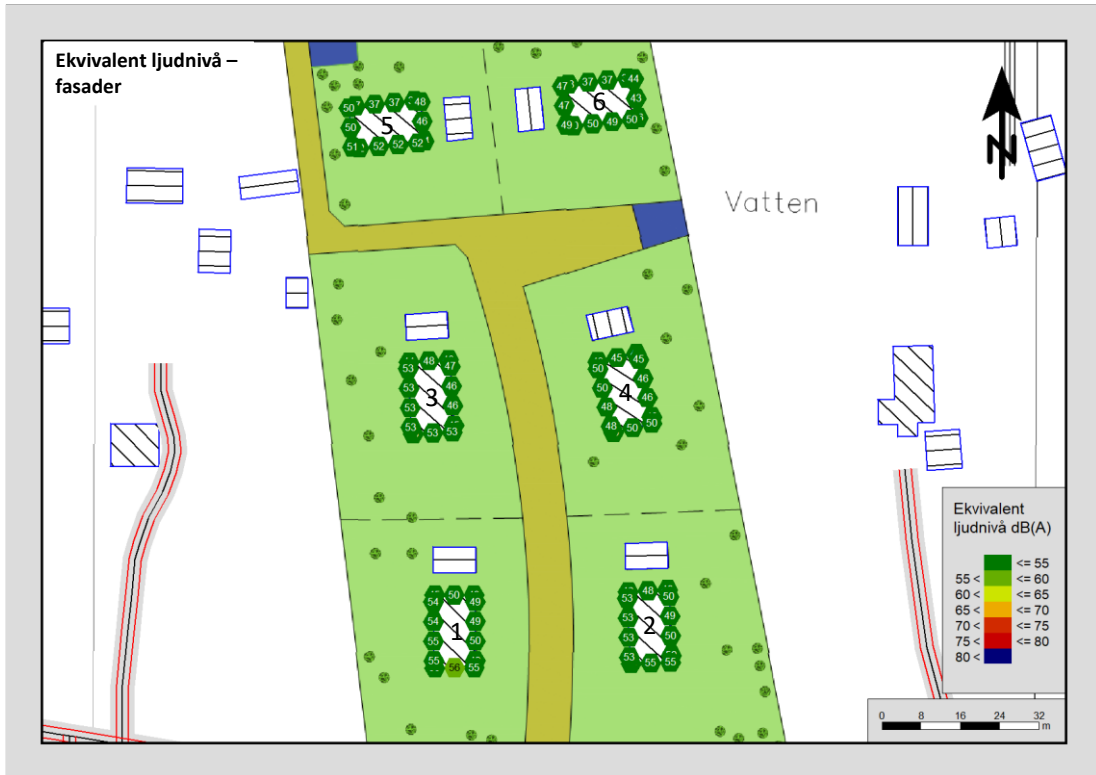 Ekvivalent ljudnivå –
fasader
50 37 37 48
50 5 46
51 52 52 52
47 37 37 44
47 6 43
49 50 49 50
N
Vatten
53 48 47
53 3 46
53 46
53 53 53
50 45 45
50 4 46
48 46
48 50 50
54 50 49
54 1 49
55 50
55 56 55
53 48 50
53 2 49
53 50
53 55 55
Ekvivalent
ljudnivå dB(A)
<= 55
55 < <= 60
60 < <= 65
65 < <= 70
70 < <= 75
75 < <= 80
80 <
0 8 16 24 32
m